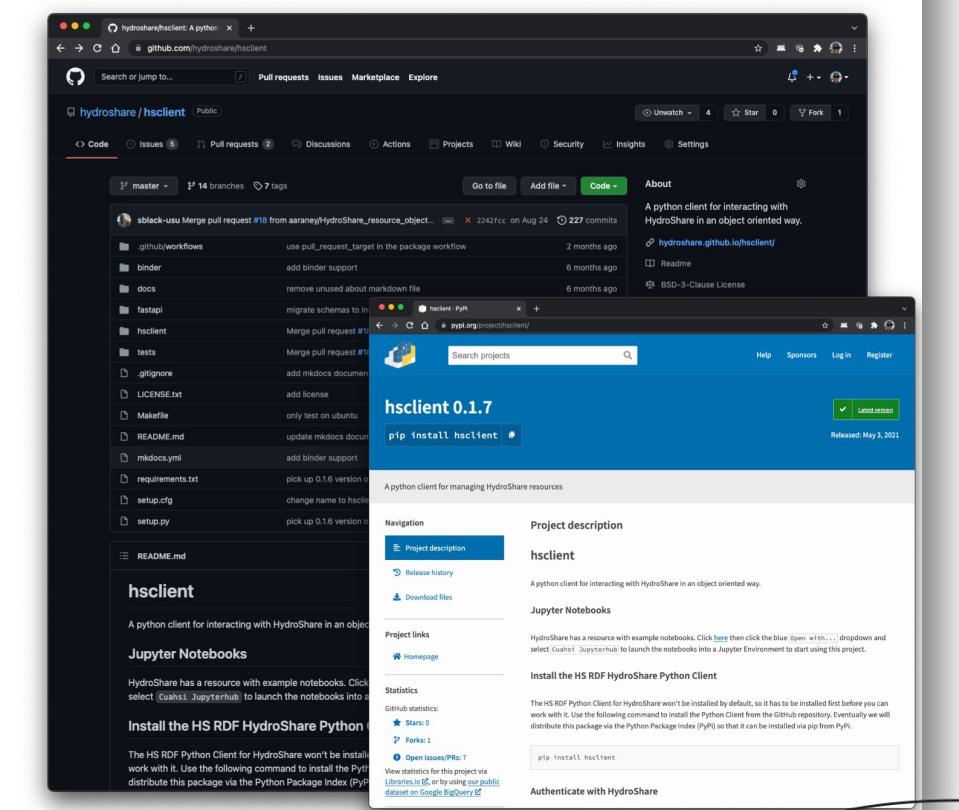 hydroshare/hsclient: A python
github.com/hydroshare/hsclient
Search or jump to...
/
Pull requests Issues Marketplace Explore
hydroshare / hsclient Public
Unwatch 4 Star 0 Fork 1
Code Issues 5 Pull requests 2 Discussions Actions Projects Wiki Security Insights Settings
master 14 branches 7 tags Go to file Add file Code
sblack-usu Merge pull request #18 from aaraney/HydroShare_resource_object... 2242fcc on Aug 24 227 commits
.github/workflows use pull_request_target in the package workflow 2 months ago
binder add binder support 6 months ago
docs remove unused about markdown file 6 months ago
fastapi migrate schemas to in
hsclient Merge pull request #1
tests Merge pull request #1
.gitignore add mkdocs documen
LICENSE.txt add license
Makefile only test on ubuntu
README.md update mkdocs docum
mkdocs.yml add binder support
requirements.txt pick up 0.1.6 version o
setup.cfg change name to hsclie
setup.py pick up 0.1.6 version o
About
A python client for interacting with
HydroShare in an object oriented way.
hydroshare.github.io/hsclient/
Readme
BSD-3-Clause License
README.md
hsclient
A python client for interacting with HydroShare in an objec
Jupyter Notebooks
HydroShare has a resource with example notebooks. Click
select Cuahsi Jupyterhub to launch the notebooks into a
Install the HS RDF HydroShare Python
The HS RDF Python Client for HydroShare won't be installe
work with it. Use the following command to install the Pyth
distribute this package via the Python Package Index (PyP
hsclient · PyPI
pypi.org/project/hsclient/
Search projects
Help Sponsors Log in Register
hsclient 0.1.7
pip install hsclient
Latest version
Released: May 3, 2021
A python client for managing HydroShare resources
Navigation
Project description
Release history
Download files
Project links
Homepage
Statistics
GitHub statistics:
Stars: 0
Forks: 1
Open issues/PRs: 7
View statistics for this project via
Libraries.io, or by using our public
dataset on Google BigQuery
Project description
hsclient
A python client for interacting with HydroShare in an object oriented way.
Jupyter Notebooks
HydroShare has a resource with example notebooks. Click here then click the blue Open with... dropdown and
select Cuahsi Jupyterhub to launch the notebooks into a Jupyter Environment to start using this project.
Install the HS RDF HydroShare Python Client
The HS RDF Python Client for HydroShare won't be installed by default, so it has to be installed first before you can
work with it. Use the following command to install the Python Client from the GitHub repository. Eventually we will
distribute this package via the Python Package Index (PyPI) so that it can be installed via pip from PyPi.
pip install hsclient
Authenticate with HydroShare